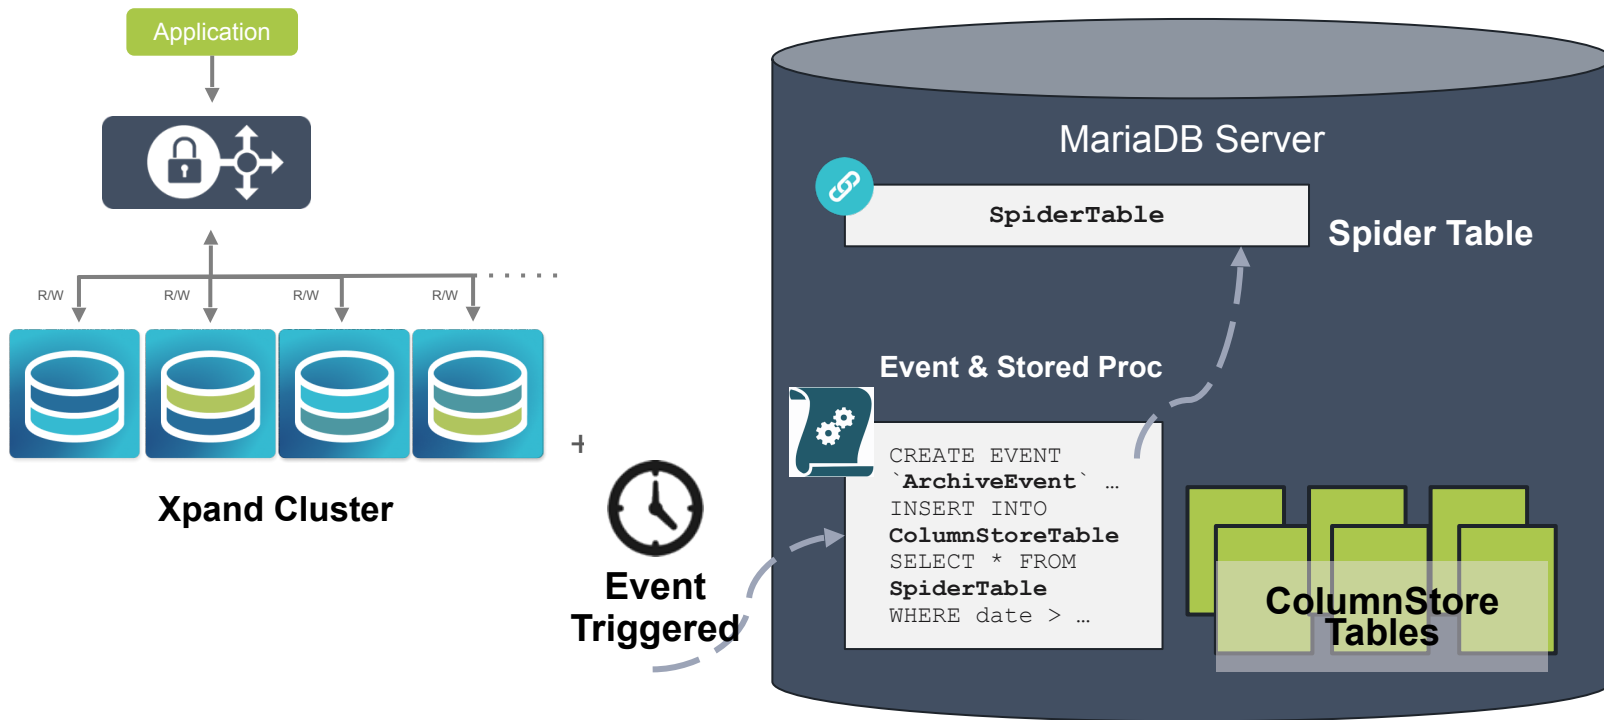 Application
MariaDB Server
SpiderTable
Spider Table
R/W
R/W
R/W
R/W
Event & Stored Proc
CREATE EVENT
`ArchiveEvent` …
INSERT INTO
ColumnStoreTable
SELECT * FROM
SpiderTable
WHERE date > …
+
Xpand Cluster
Event
Triggered
ColumnStore
Tables